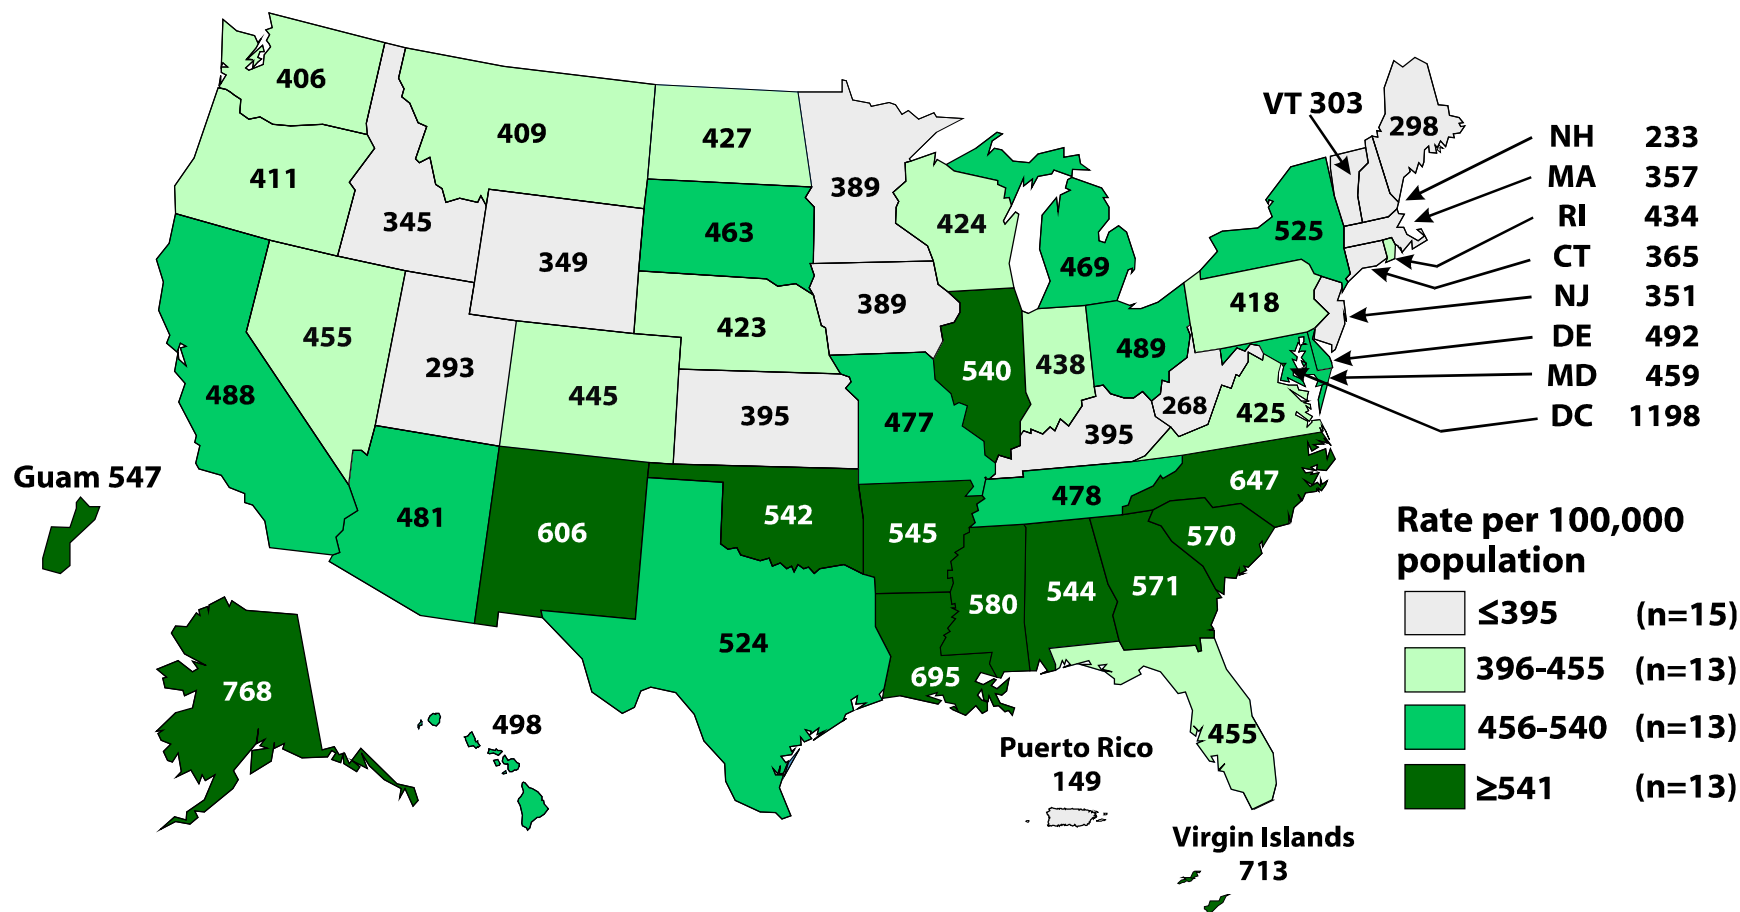 406
409
427
VT 303
298
NH 233
MA 357
RI 434
CT 365
NJ 351
DE 492
MD 459
DC 1198
411
345
349
463
389
424
469
525
455
293
423
389
418
488
445
395
477
540
438
489
268
425
395
Guam 547
481
606
542
545
478
647
570
580
544
571
524
695
768
498
455
Puerto Rico
149
Virgin Islands
713
Rate per 100,000
population
≤395 (n=15)
396-455 (n=13)
456-540 (n=13)
≥541 (n=13)